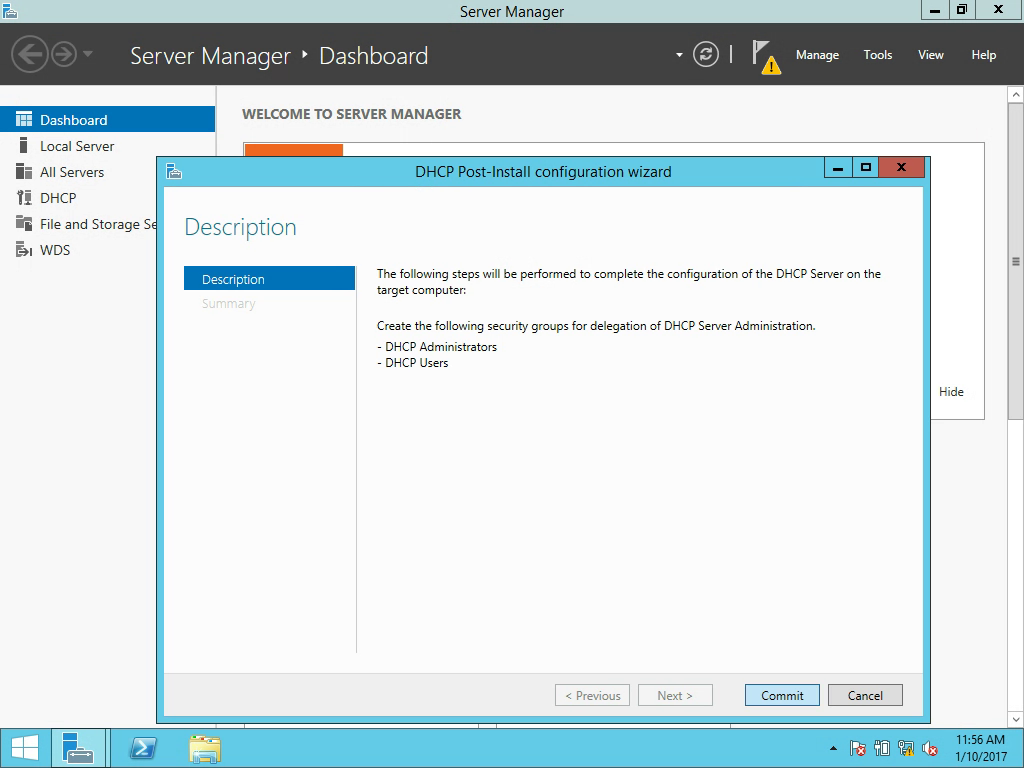 Server Manager
Server Manager ‣ Dashboard
Manage Tools View Help
Dashboard
Local Server
All Servers
DHCP
File and Storage Se
WDS
WELCOME TO SERVER MANAGER
Hide
DHCP Post-Install configuration wizard
Description
Description
Summary
The following steps will be performed to complete the configuration of the DHCP Server on the
target computer:
Create the following security groups for delegation of DHCP Server Administration.
- DHCP Administrators
- DHCP Users
< Previous Next > Commit Cancel
11:56 AM
1/10/2017